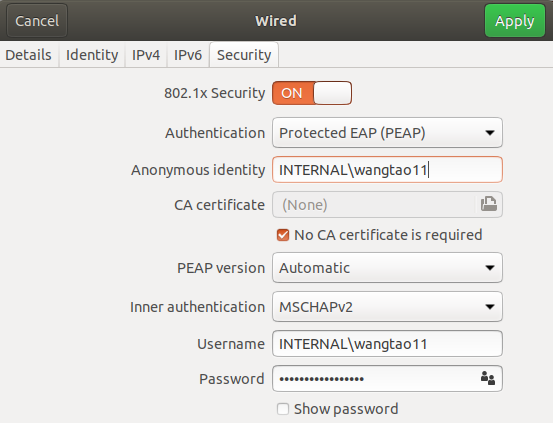 Cancel Wired Apply
Details Identity IPv4 IPv6 Security
802.1x Security ON
Authentication Protected EAP (PEAP)
Anonymous identity INTERNAL\wangtao11
CA certificate (None)
No CA certificate is required
PEAP version Automatic
Inner authentication MSCHAPv2
Username INTERNAL\wangtao11
Password •••••••••••••••••
Show password